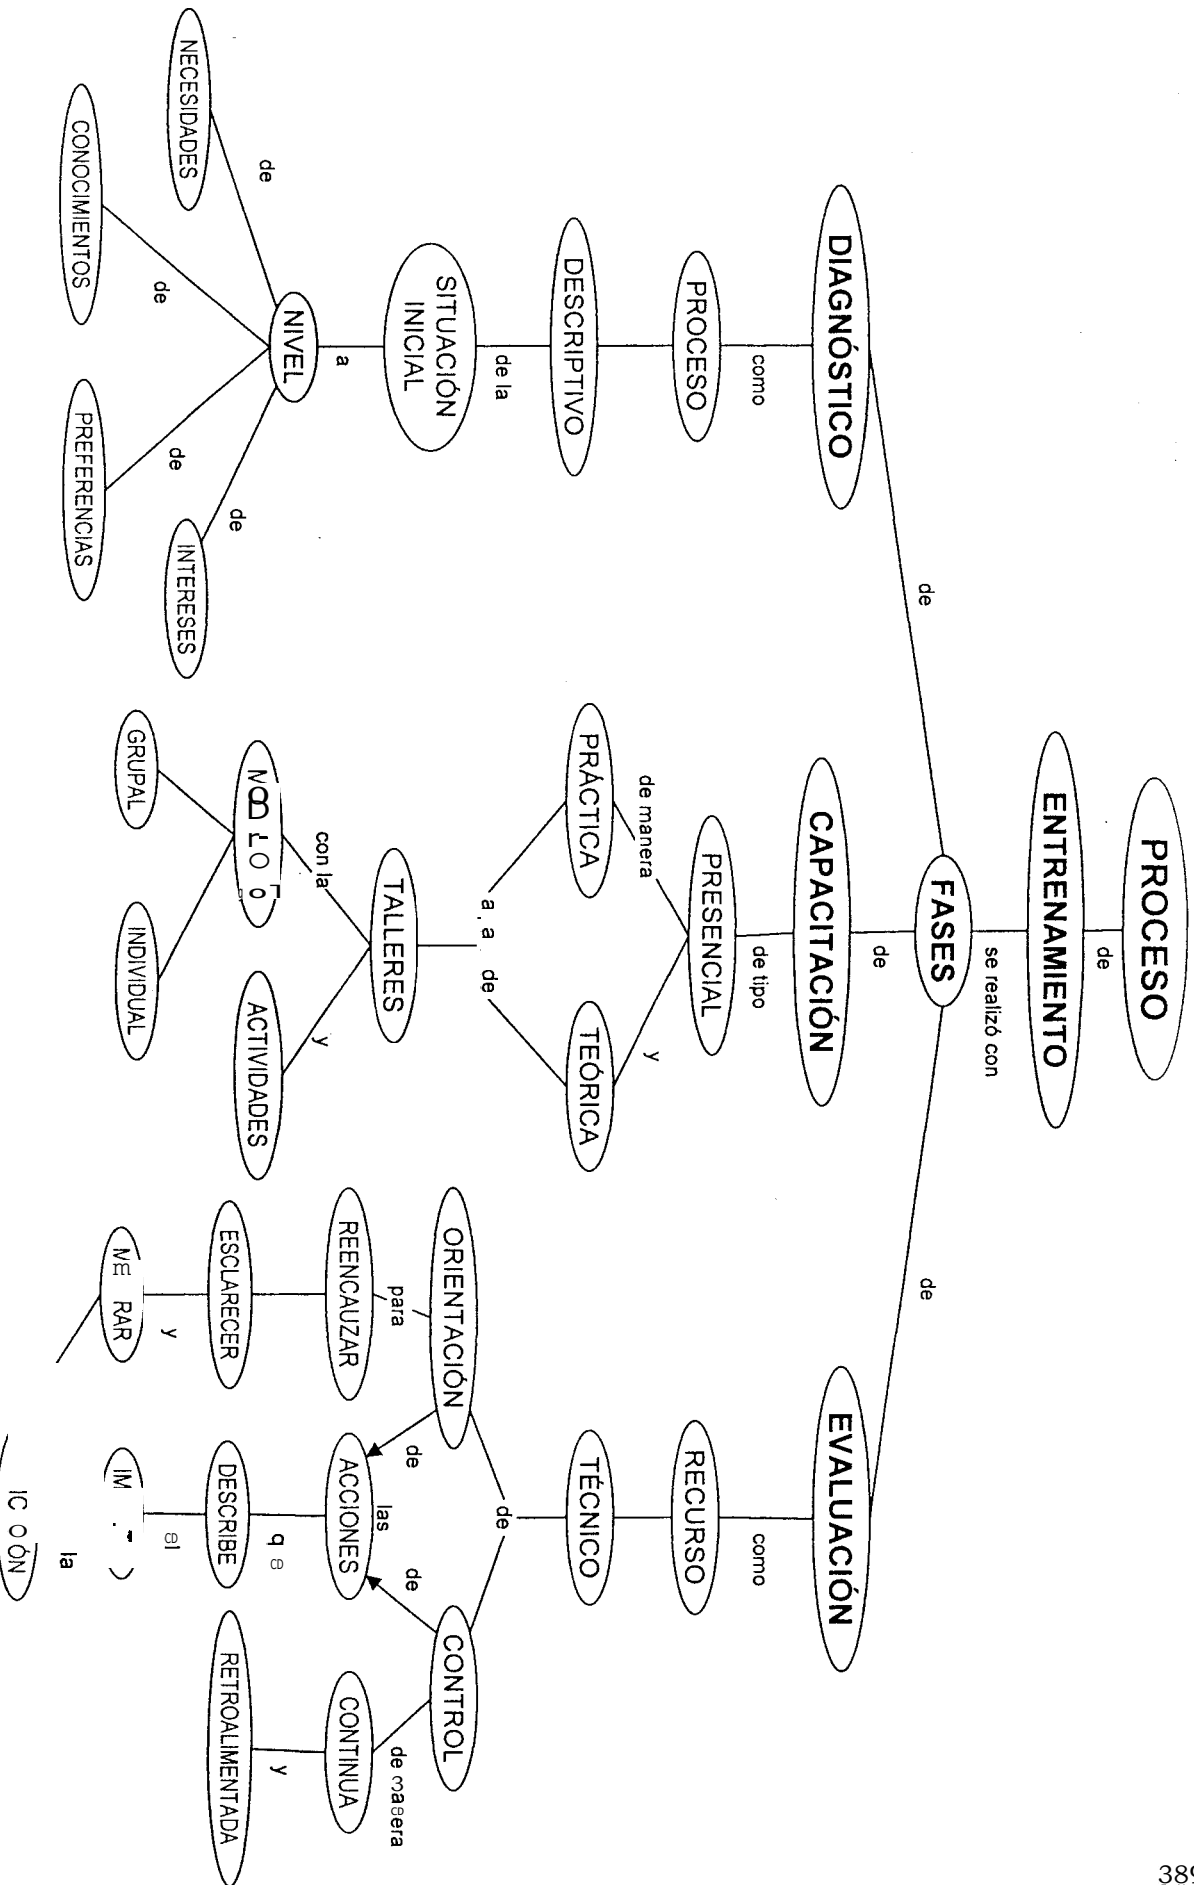 PROCESO
de
ENTRENAMIENTO
se realizó con
FASES
de
de
de
DIAGNÓSTICO
como
PROCESO
DESCRIPTIVO
de la
SITUACIÓN
INICIAL
a
NIVEL
de
de
de
de
NECESIDADES
CONOCIMIENTOS
PREFERENCIAS
INTERESES
CAPACITACIÓN
de tipo
PRESENCIAL
de manera
y
PRÁCTICA
TEÓRICA
de
TALLERES
con la
y
ACTIVIDADES
GRUPAL
INDIVIDUAL
EVALUACIÓN
como
RECURSO
TÉCNICO
de
ORIENTACIÓN
CONTROL
para
de
de
REENCAUZAR
las
ACCIONES
CONTINUA
ESCLARECER
DESCRIBE
y
RETROALIMENTADA
y
la
389